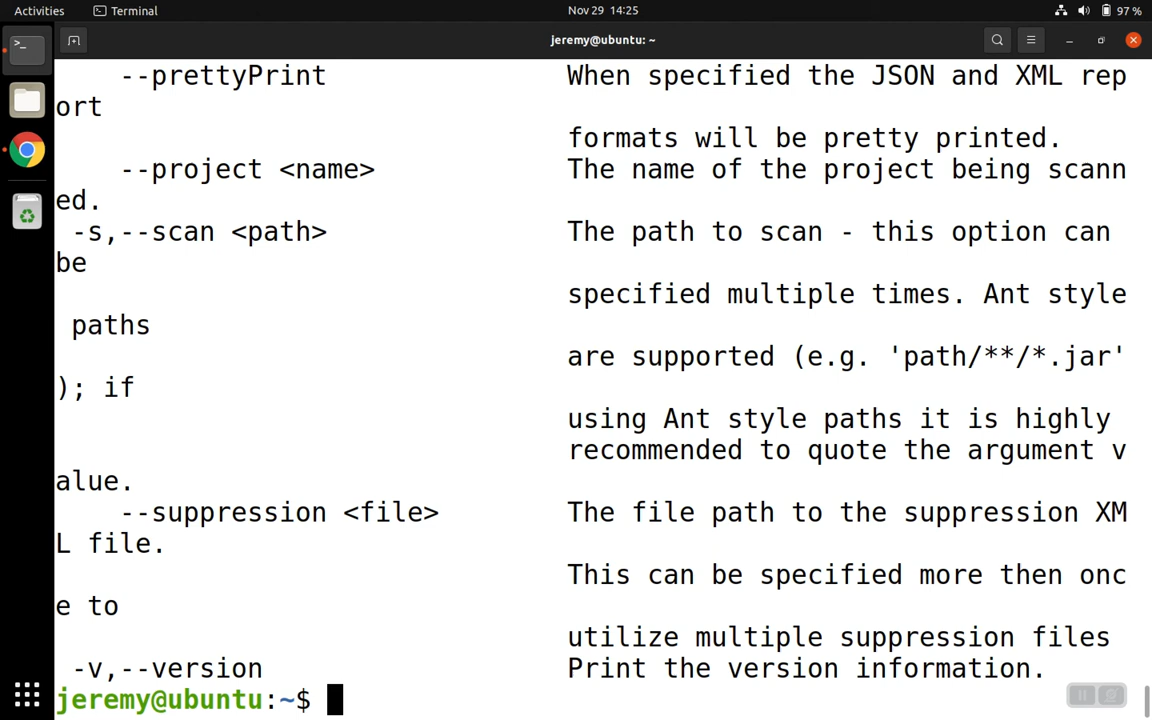 Activities
Terminal
Nov 29 14:25
97 %
jeremy@ubuntu: ~
--prettyPrint When specified the JSON and XML rep
ort
formats will be pretty printed.
--project <name> The name of the project being scann
ed.
-s,--scan <path> The path to scan - this option can
be
specified multiple times. Ant style
paths
are supported (e.g. 'path/**/*.jar'
); if
using Ant style paths it is highly
recommended to quote the argument v
alue.
--suppression <file> The file path to the suppression XM
L file.
This can be specified more then onc
e to
utilize multiple suppression files
-v,--version Print the version information.
jeremy@ubuntu:~$